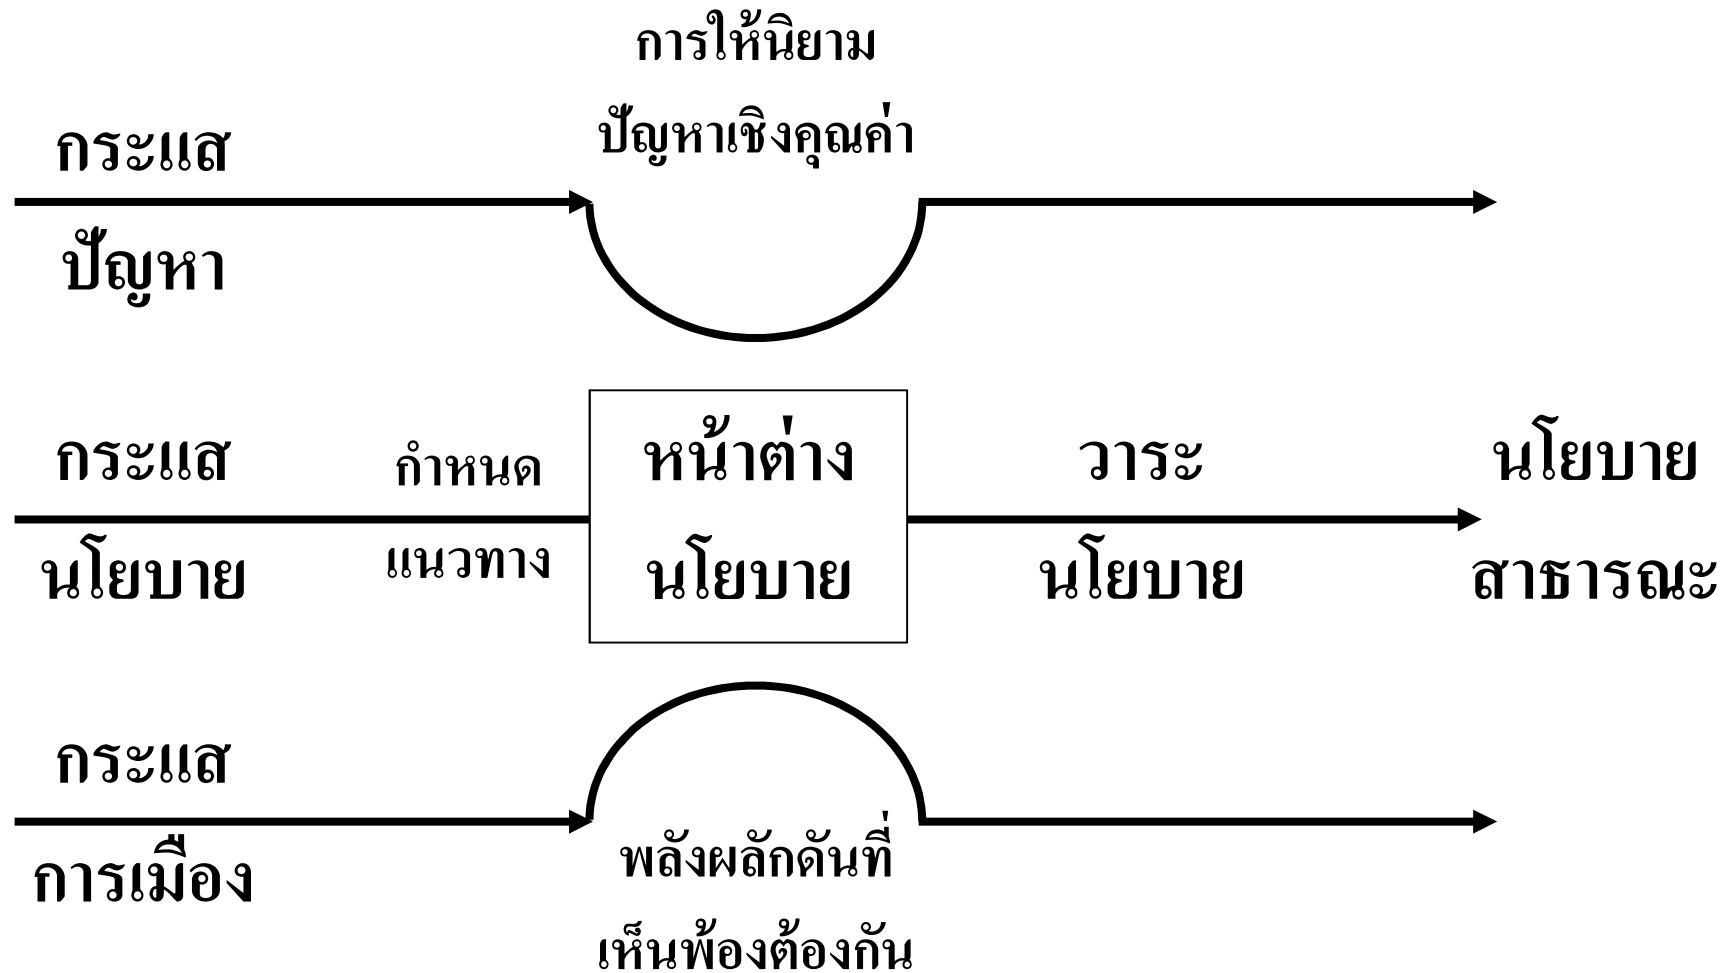 การให้นิยาม
ปัญหาเชิงคุณค่า
กระแส
ปัญหา
กระแส
นโยบาย
กำหนด
แนวทาง
หน้าต่าง
นโยบาย
วาระ
นโยบาย
นโยบาย
สาธารณะ
กระแส
การเมือง
พลังผลักดันที่
เห็นพ้องต้องกัน